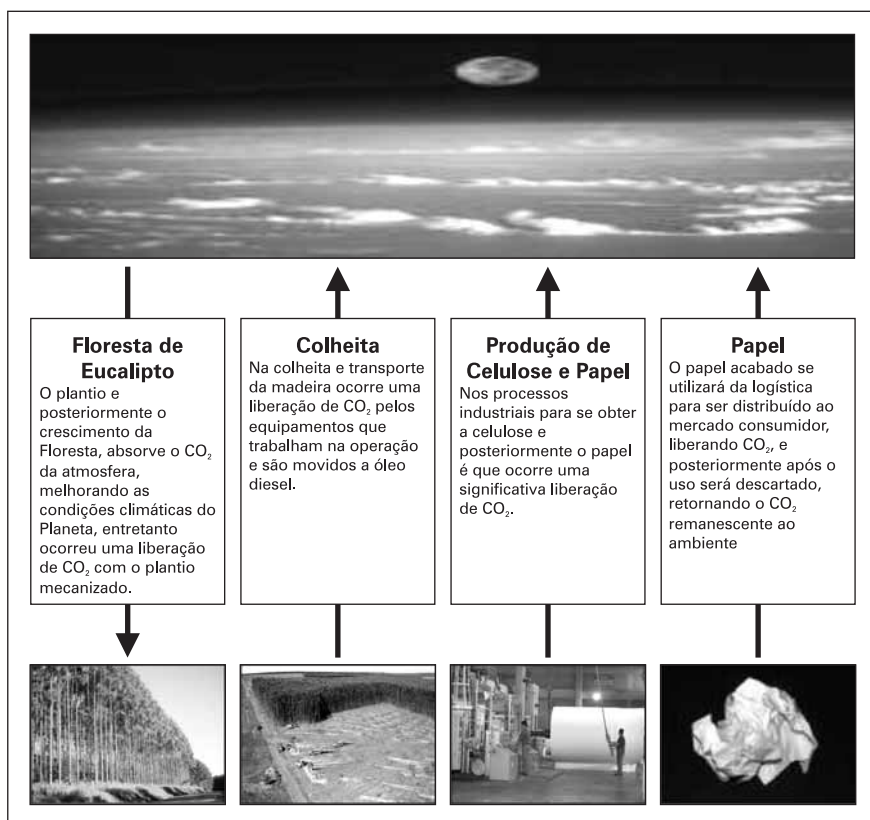 Floresta de
Eucalipto
O plantio e
posteriormente o
crescimento da
Floresta, absorve o CO₂
da atmosfera,
melhorando as
condições climáticas do
Planeta, entretanto
ocorreu uma liberação
de CO₂ com o plantio
mecanizado.
Colheita
Na colheita e transporte
da madeira ocorre uma
liberação de CO₂ pelos
equipamentos que
trabalham na operação
e são movidos a óleo
diesel.
Produção de
Celulose e Papel
Nos processos
industriais para se obter
a celulose e
posteriormente o papel
é que ocorre uma
significativa liberação
de CO₂.
Papel
O papel acabado se
utilizará da logística
para ser distribuído ao
mercado consumidor,
liberando CO₂, e
posteriormente após o
uso será descartado,
retornando o CO₂
remanescente ao
ambiente